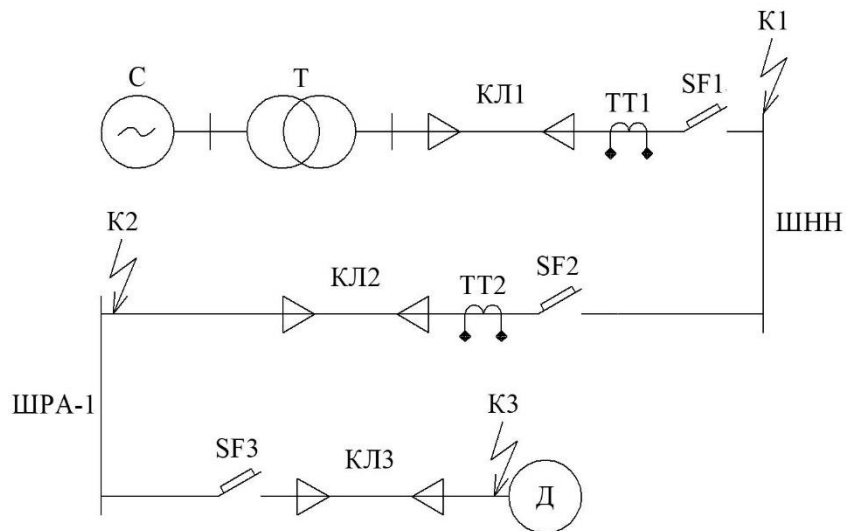 К1
С
Т
КЛ1
ТТ1
SF1
К2
ШНН
КЛ2
ТТ2
SF2
ШРА-1
SF3
КЛ3
К3
Д